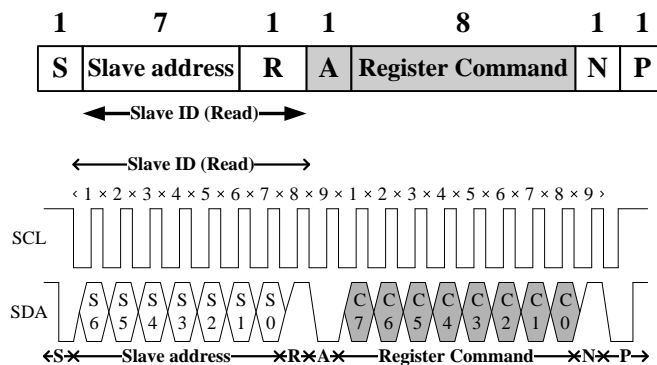 1 7 1 1 8 1 1
S Slave address R A Register Command N P
Slave ID (Read)
Slave ID (Read)
1 2 3 4 5 6 7 8 9 1 2 3 4 5 6 7 8 9
SCL
SDA S6 S5 S4 S3 S2 S1 S0 C7 C6 C5 C4 C3 C2 C1 C0
S Slave address R A Register Command N P